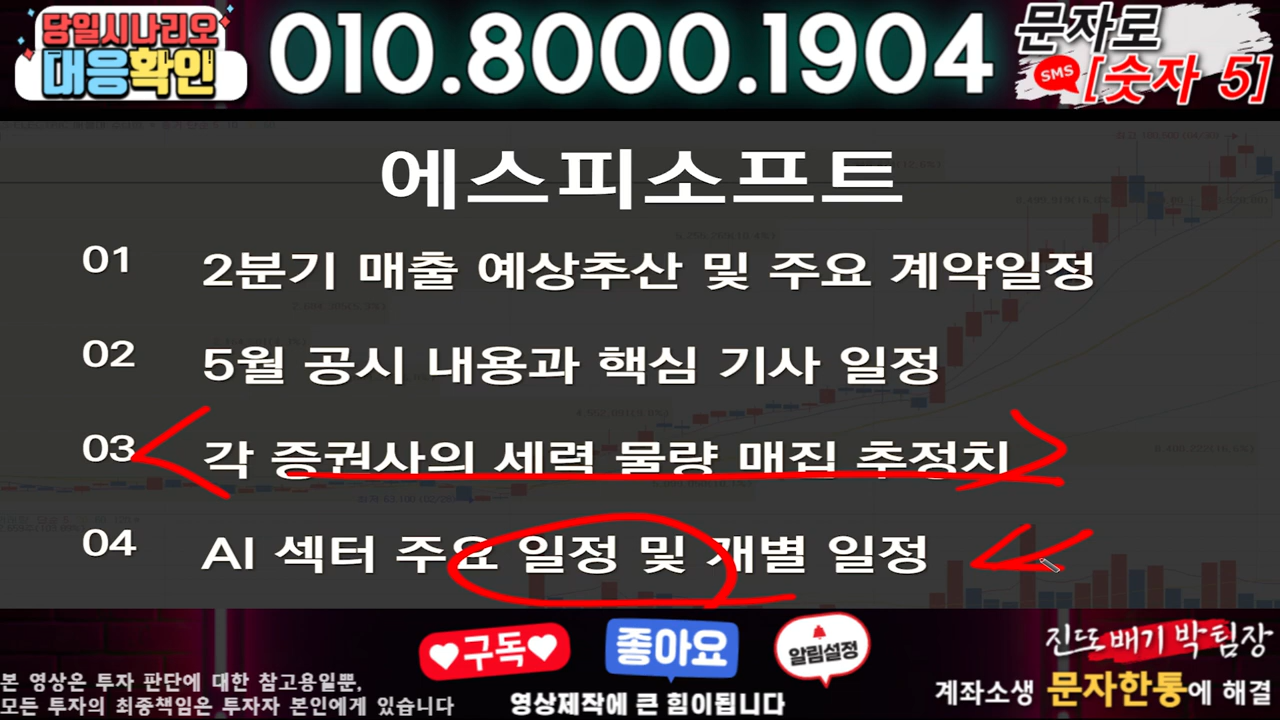 당일시나리오
대응확인
010.8000.1904
문자로
SMS [숫자 5]
에스피소프트
01 2분기 매출 예상추산 및 주요 계약일정
02 5월 공시 내용과 핵심 기사 일정
03 각 증권사의 세력 물량 매집 추정치
04 AI 섹터 주요 일정 및 개별 일정
구독
좋아요
알림설정
영상제작에 큰 힘이됩니다
본 영상은 투자 판단에 대한 참고용일뿐,
모든 투자의 최종책임은 투자자 본인에게 있습니다
진또배기 박팀장
계좌소생 문자한통에 해결